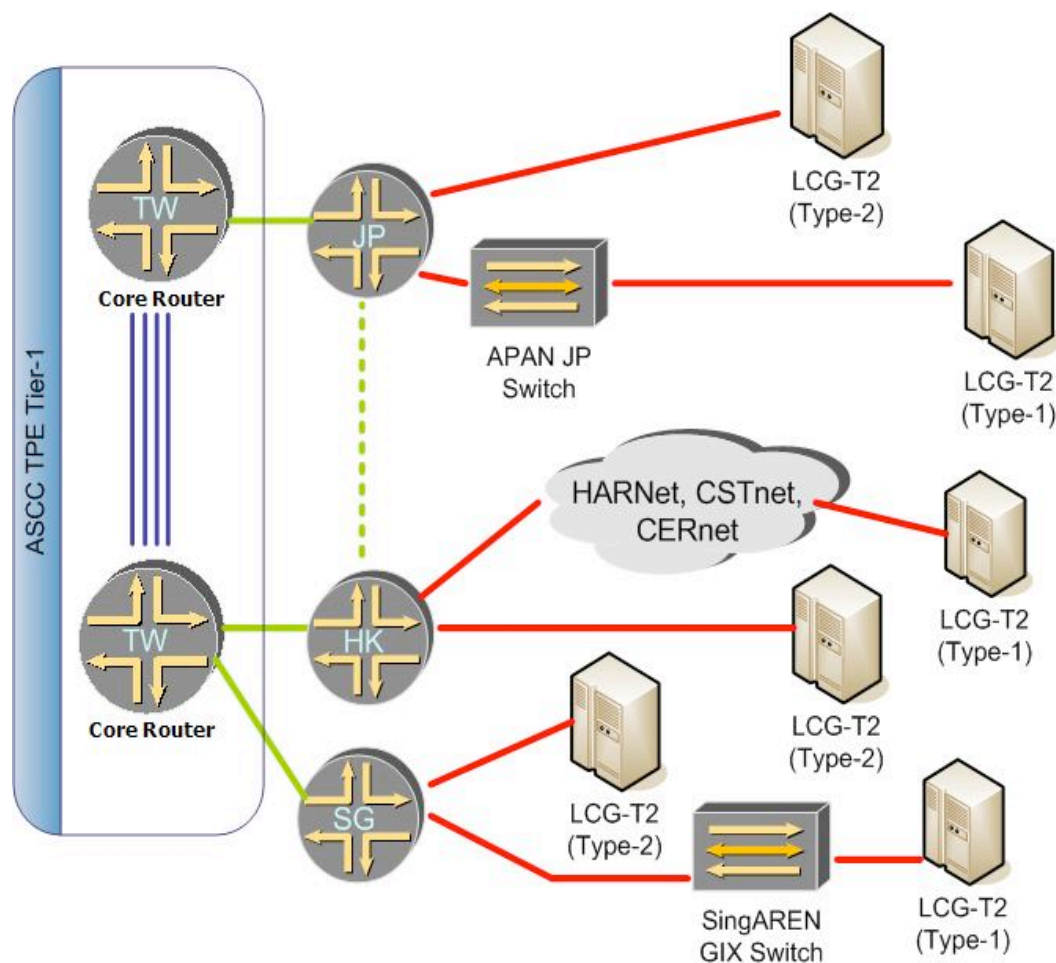 ASCC TPE Tier-1
TW
Core Router
JP
LCG-T2
(Type-2)
APAN JP
Switch
LCG-T2
(Type-1)
HARNet, CSTnet,
CERnet
LCG-T2
(Type-1)
TW
Core Router
HK
LCG-T2
(Type-2)
SG
LCG-T2
(Type-2)
SingAREN
GIX Switch
LCG-T2
(Type-1)